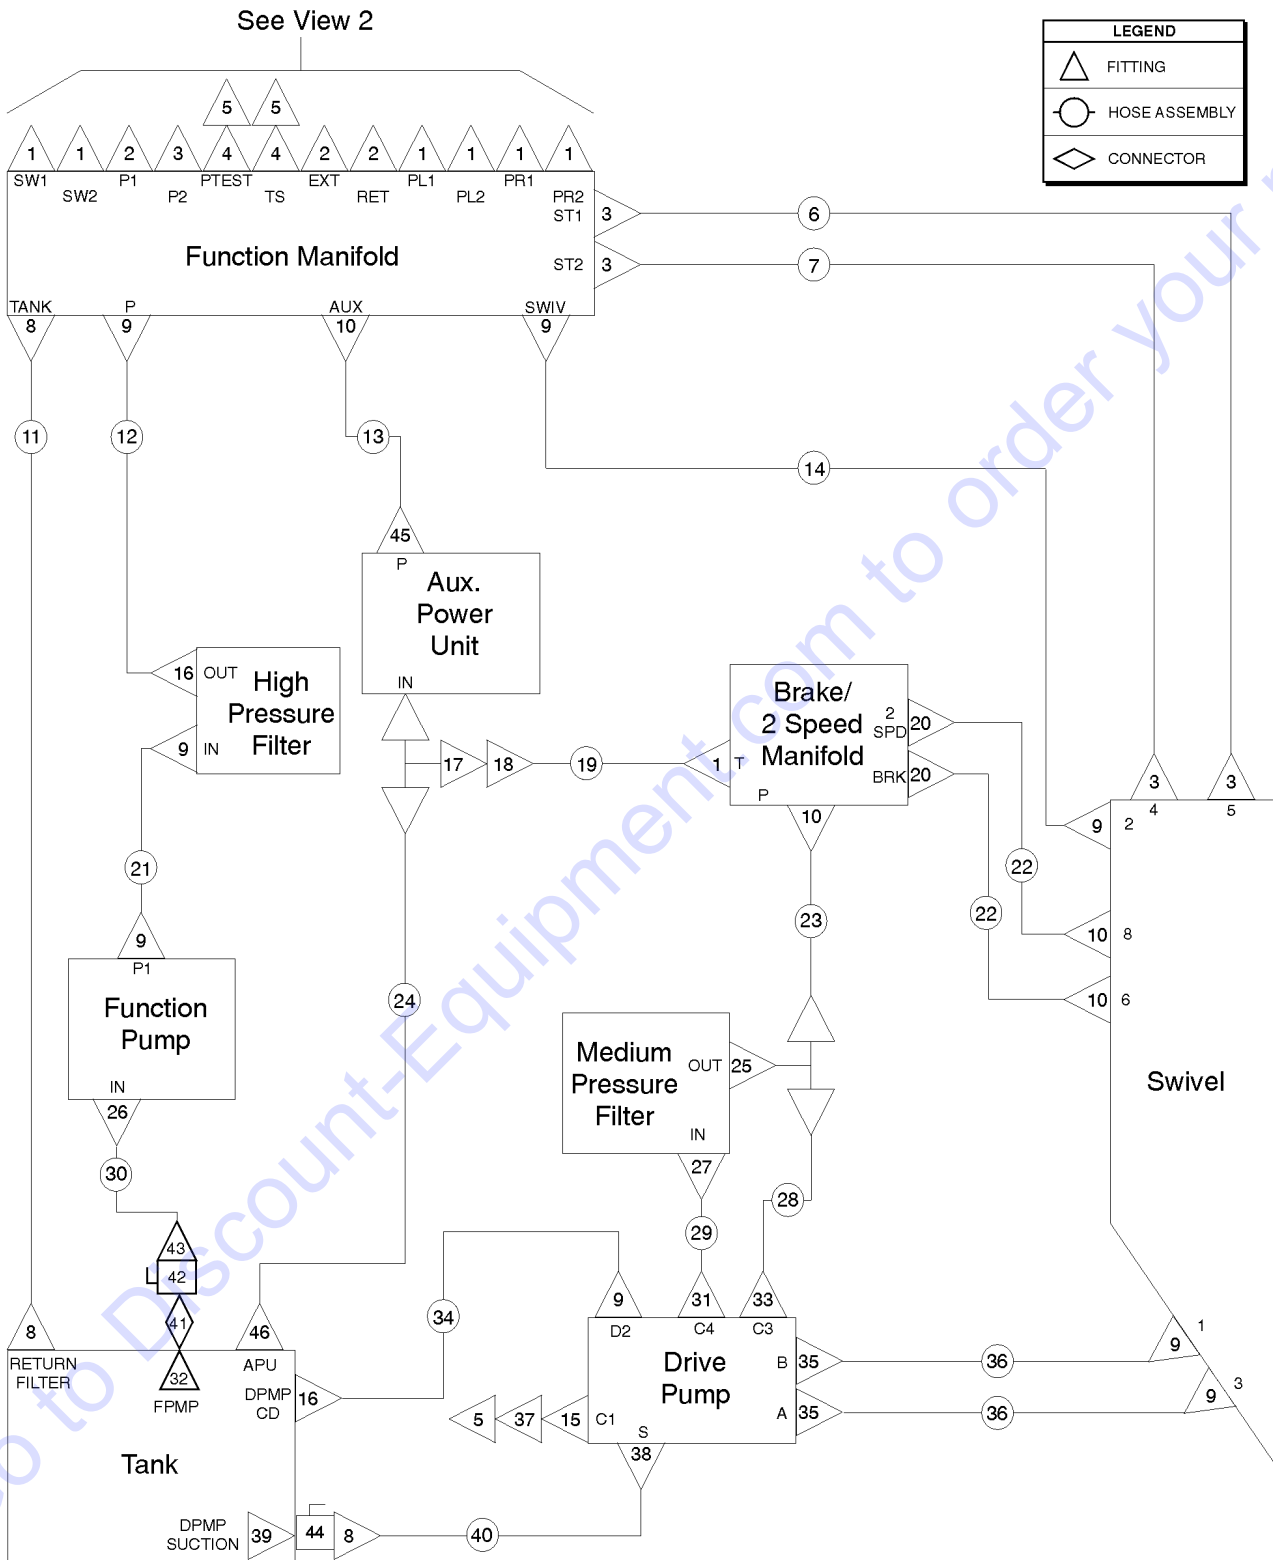 See View 2
LEGEND
FITTING
HOSE ASSEMBLY
CONNECTOR
5 5
1 1 2 3 4 4 2 2 1 1 1 1
SW1 SW2 P1 P2 PTEST TS EXT RET PL1 PL2 PR1 PR2
ST1 3 6
Function Manifold
ST2 3 7
TANK P AUX SWIV
8 9 10 9
11 12 13
14
45
P
Aux.
Power
Unit
IN
16 OUT
High
Pressure
Filter
9 IN
Brake/
2 Speed
Manifold
2
SPD 20
BRK 20
17 18 19 1 T
P
10
3 3
4 5
9 2
21
22
22
23
10 8
10 6
9
P1
Function
Pump
IN
26
24
Medium
Pressure
Filter
OUT 25
IN
27
Swivel
30
28
29
43
42
41
32
FPMP
34
9 31 33
D2 C4 C3
Drive
Pump
B 35 36 9 1
A 35 36 9 3
8
RETURN
FILTER
46
APU
DPMP
CD 16
5 37 15 C1
S
38
Tank
DPMP
SUCTION 39 44 8 40
to Discount-Equipment.com to order your